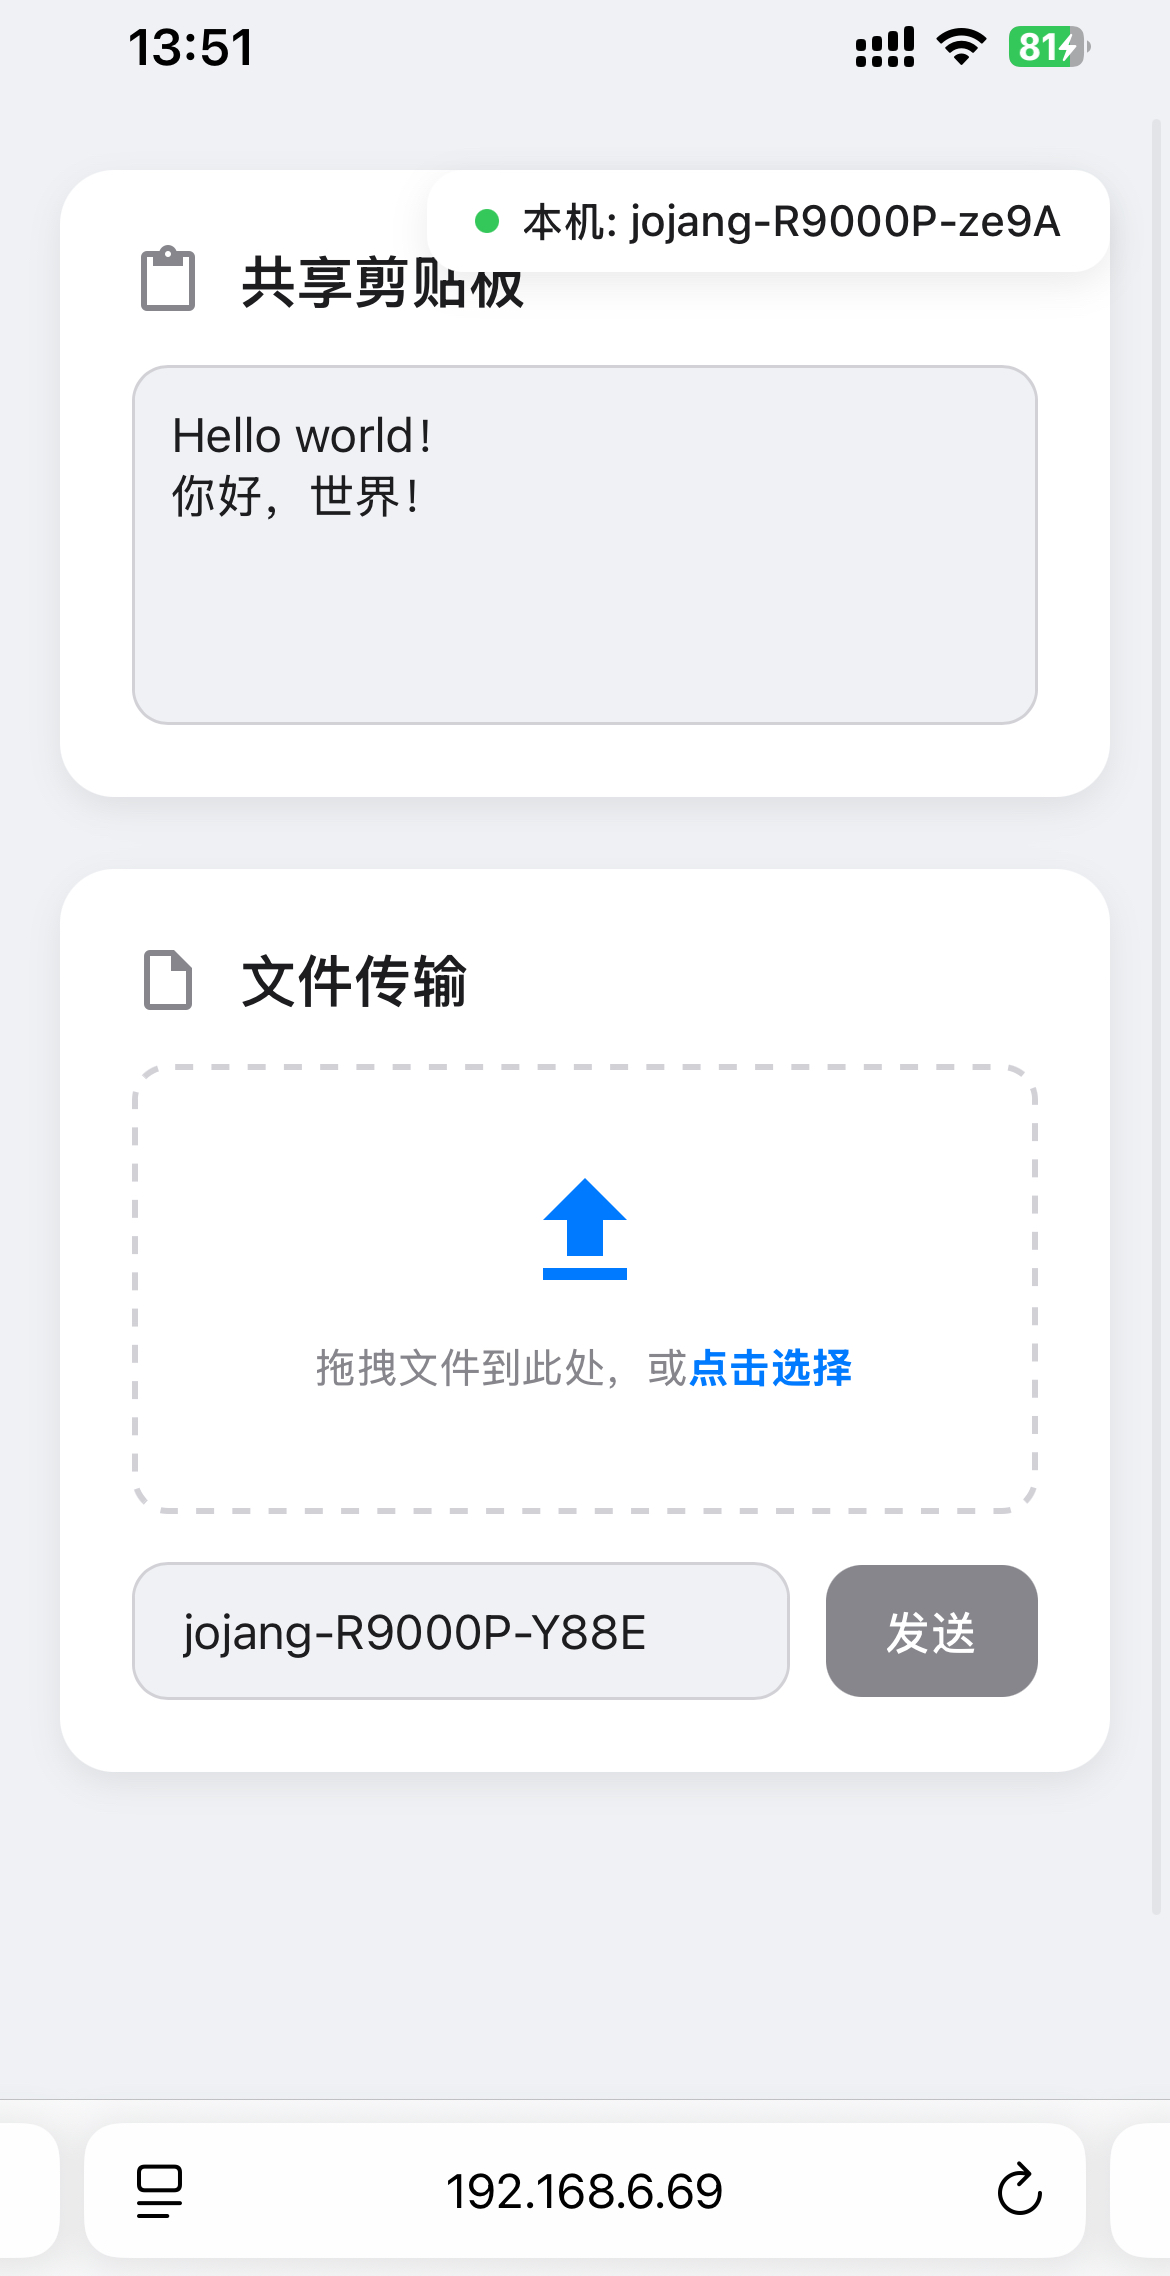 13:51
81
本机: jojang-R9000P-ze9A
共享剪贴板
Hello world!
你好，世界！
文件传输
拖拽文件到此处，或点击选择
jojang-R9000P-Y88E
发送
192.168.6.69